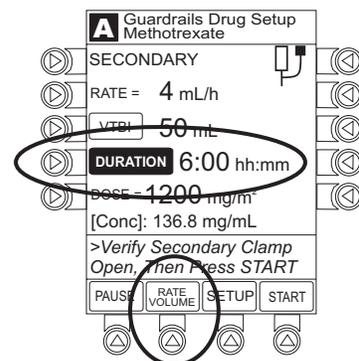 A Guardrails Drug Setup
Methotrexate
SECONDARY
RATE = 4 mL/h
VTBI 50 mL
DURATION 6:00 hh:mm
DOSE = 1200 mg/m²
[Conc]: 136.8 mg/mL
>Verify Secondary Clamp
Open, Then Press START
PAUSE RATE VOLUME SETUP START